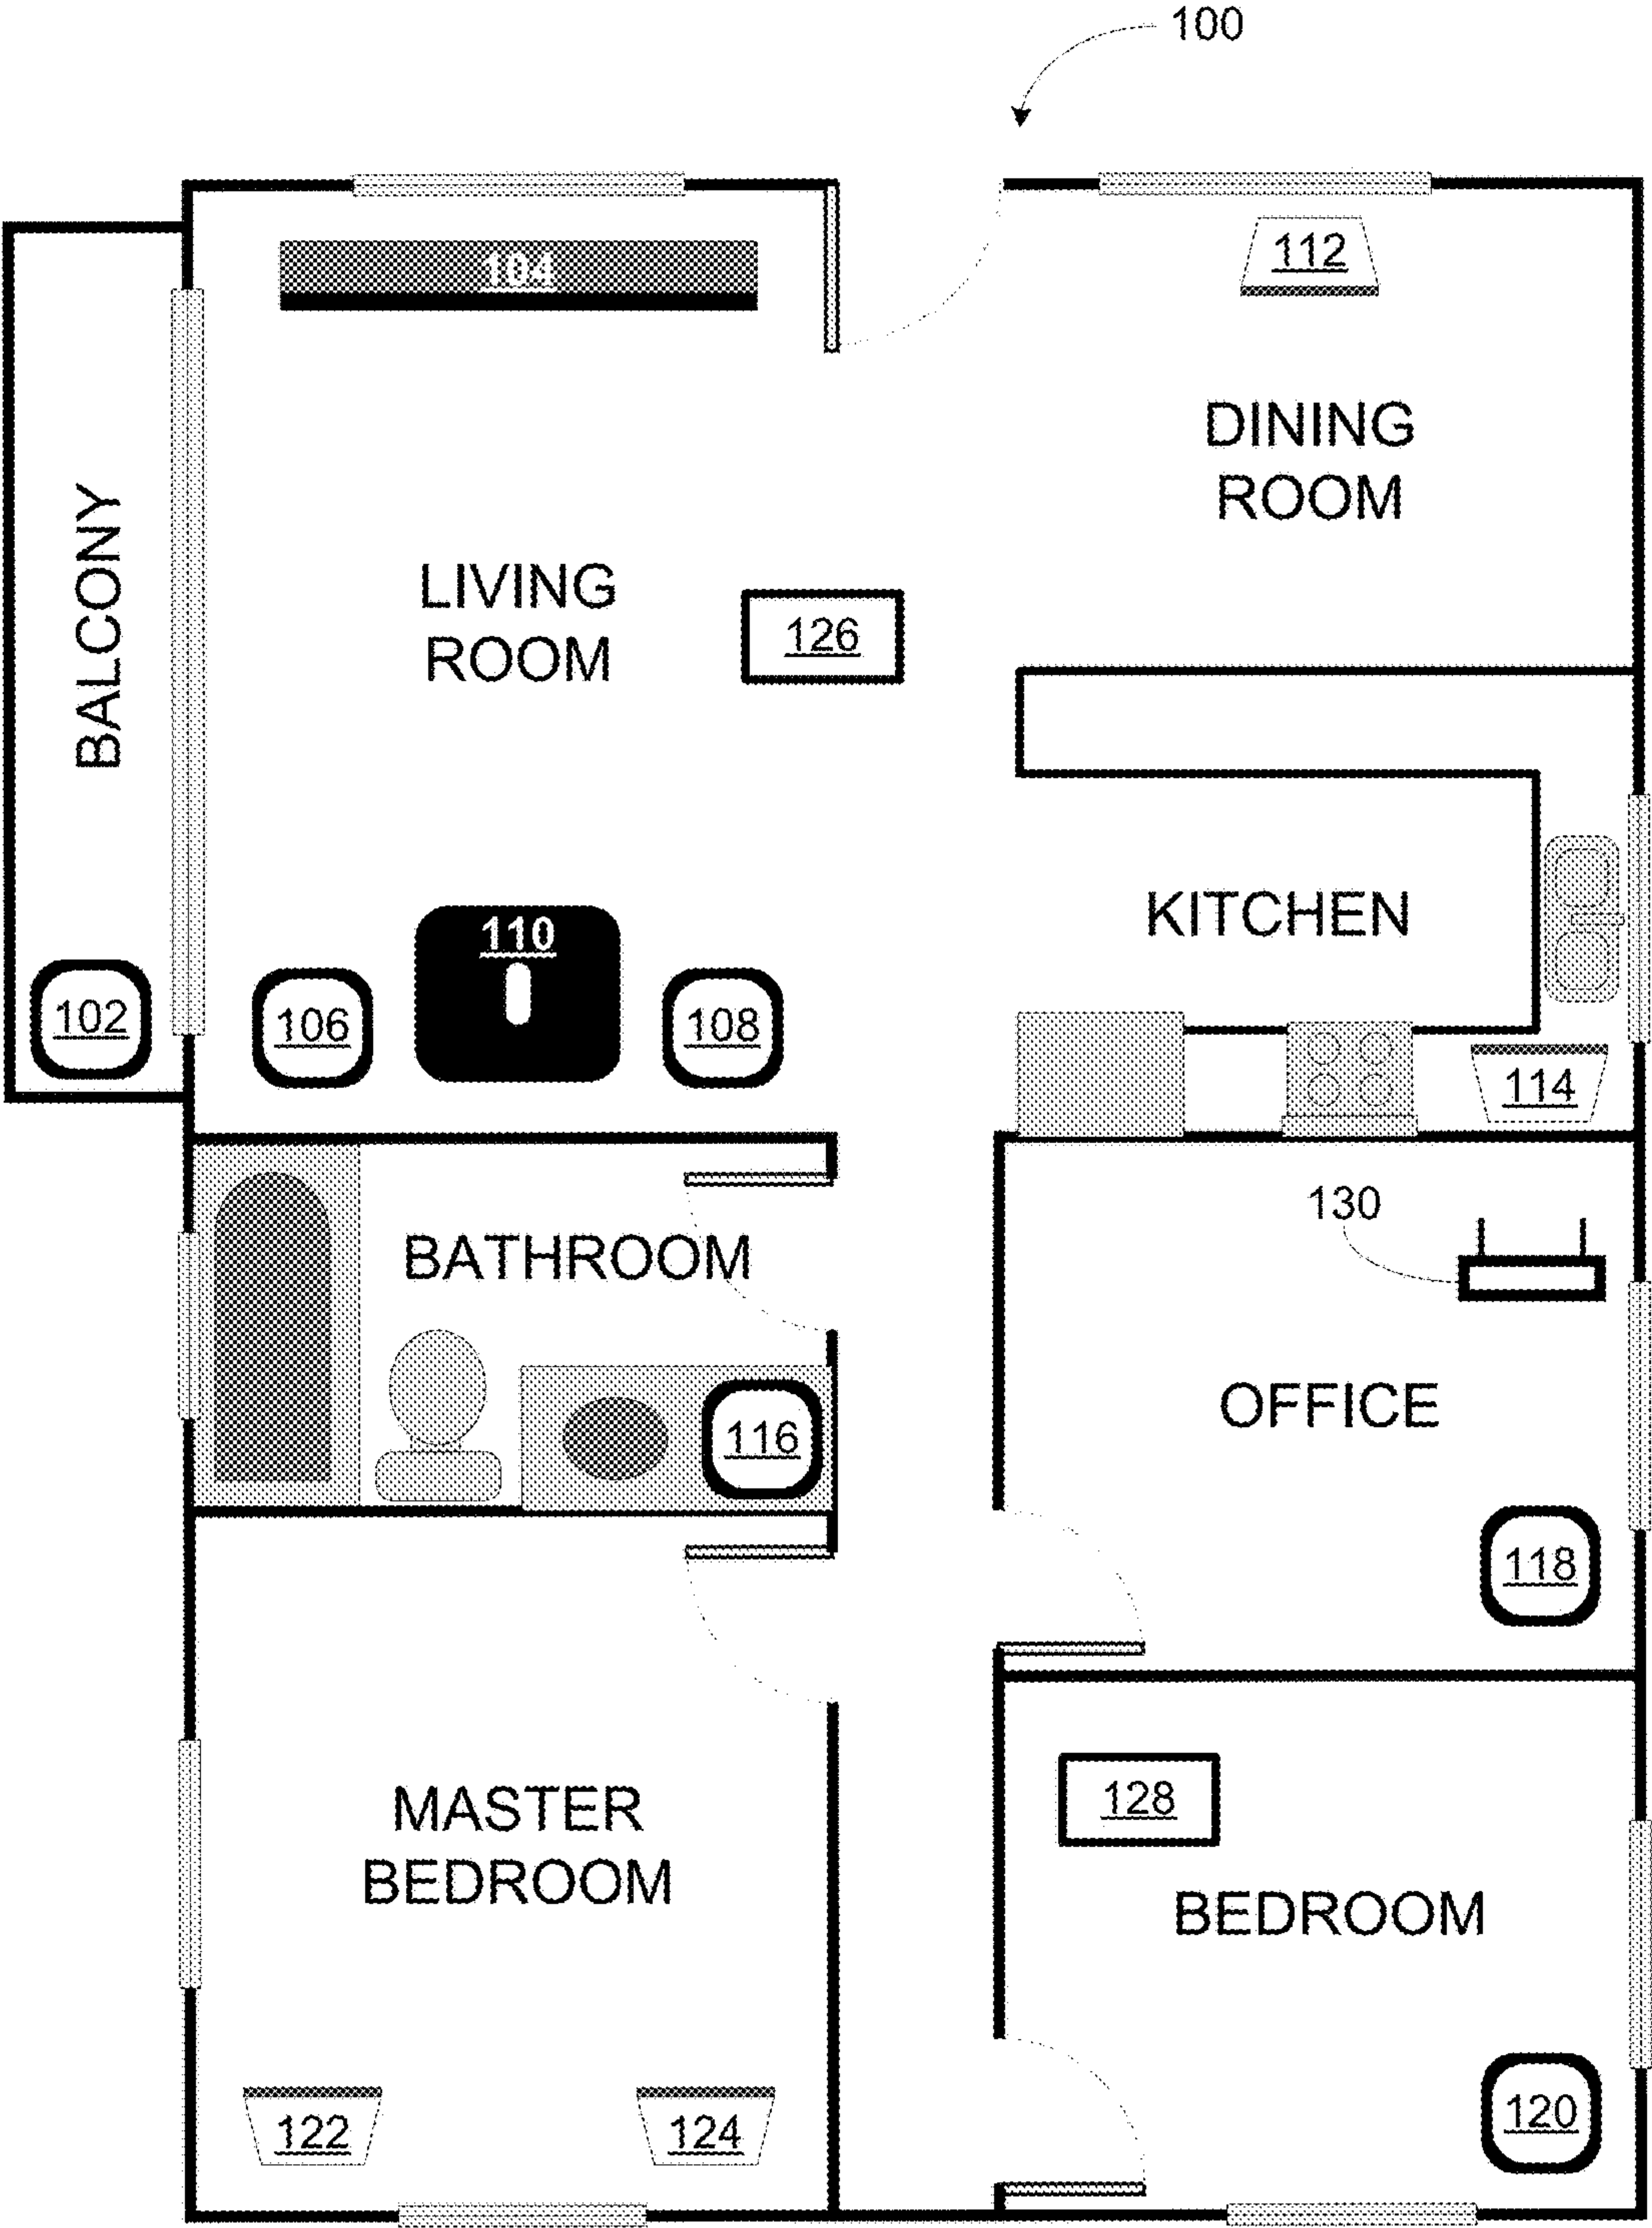 100
104
112
DINING
ROOM
BALCONY
LIVING
ROOM
126
KITCHEN
110
102
106
108
114
130
BATHROOM
OFFICE
116
118
128
MASTER
BEDROOM
BEDROOM
120
122
124